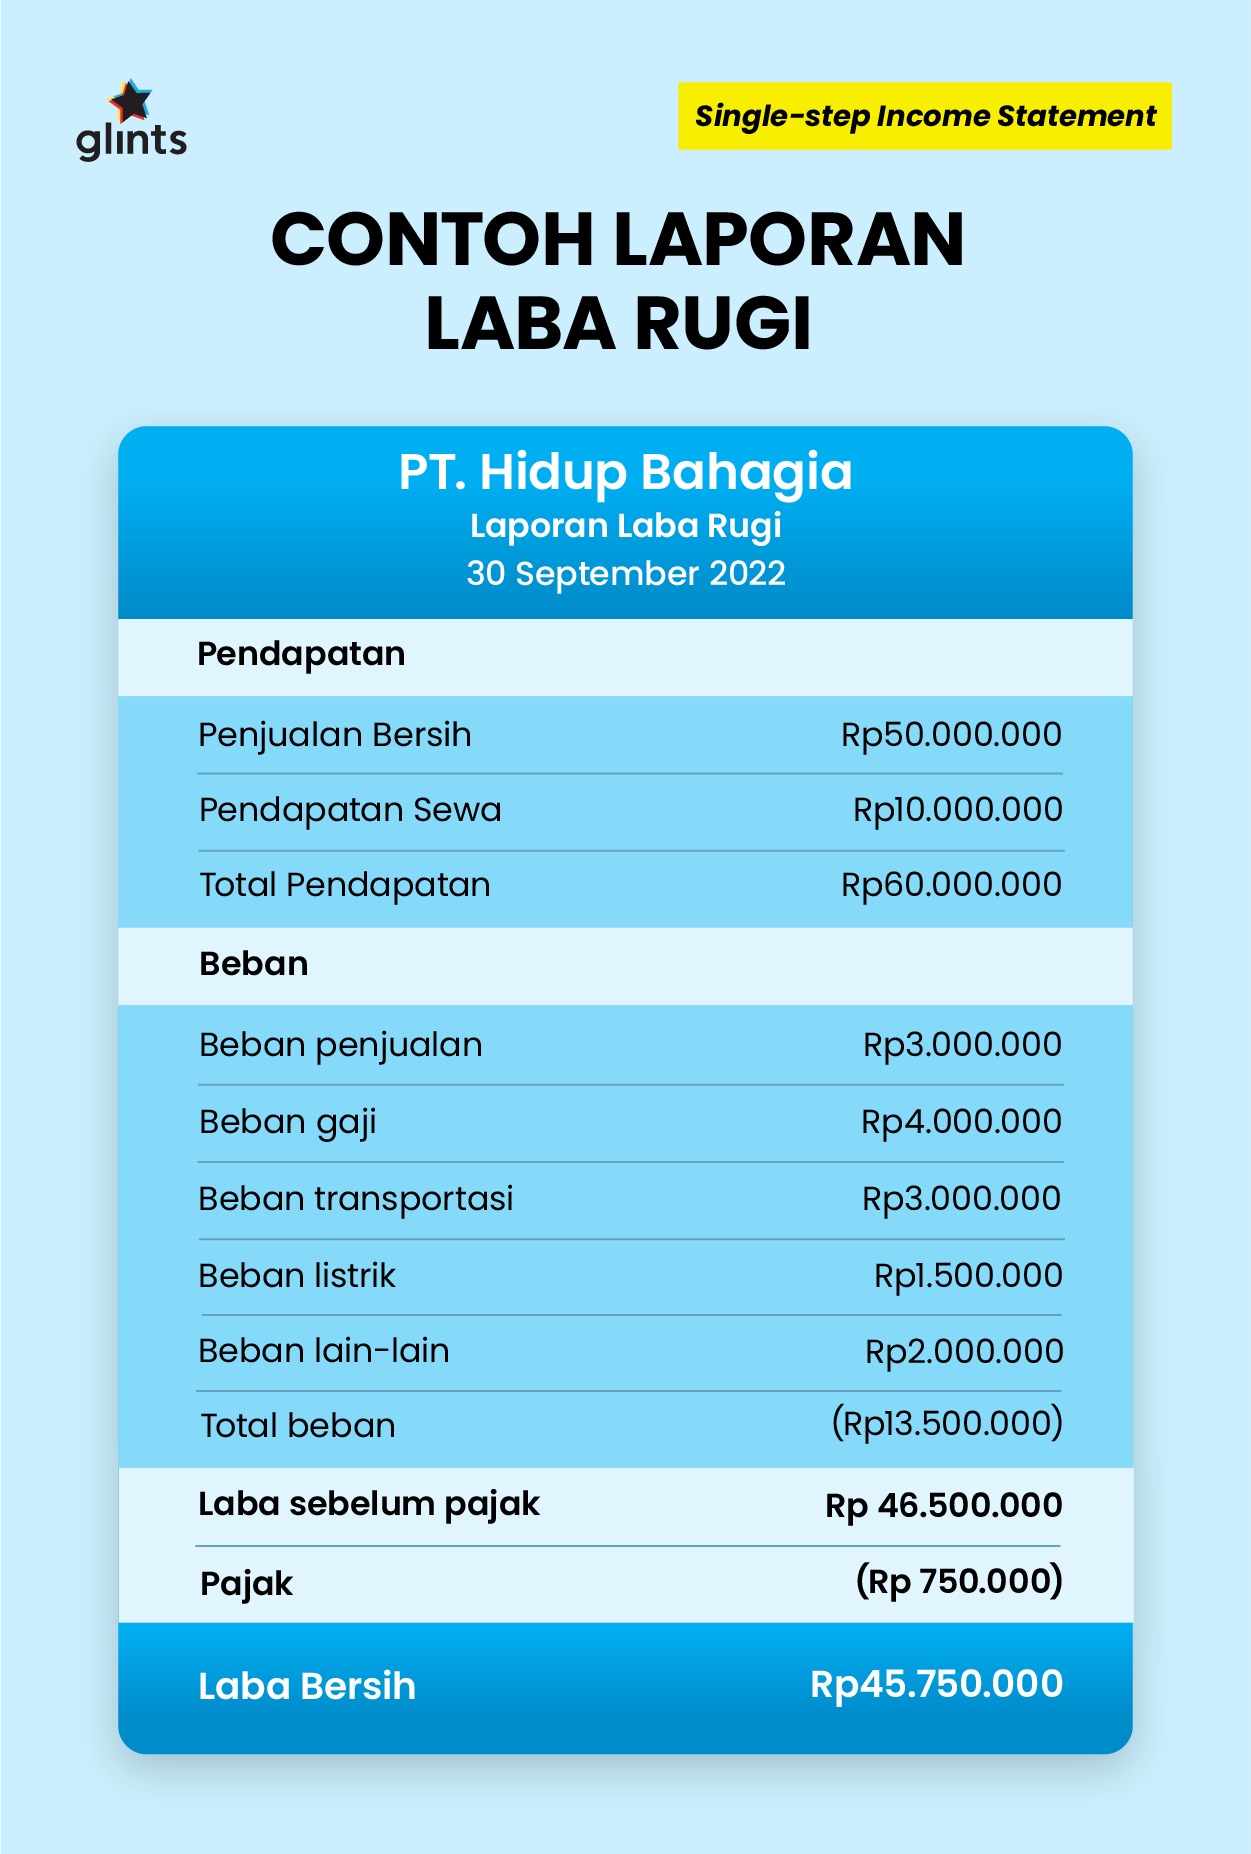 glints
Single-step Income Statement
CONTOH LAPORAN
LABA RUGI
PT. Hidup Bahagia
Laporan Laba Rugi
30 September 2022
Pendapatan
Penjualan Bersih Rp50.000.000
Pendapatan Sewa Rp10.000.000
Total Pendapatan Rp60.000.000
Beban
Beban penjualan Rp3.000.000
Beban gaji Rp4.000.000
Beban transportasi Rp3.000.000
Beban listrik Rp1.500.000
Beban lain-lain Rp2.000.000
Total beban (Rp13.500.000)
Laba sebelum pajak Rp 46.500.000
Pajak (Rp 750.000)
Laba Bersih Rp45.750.000